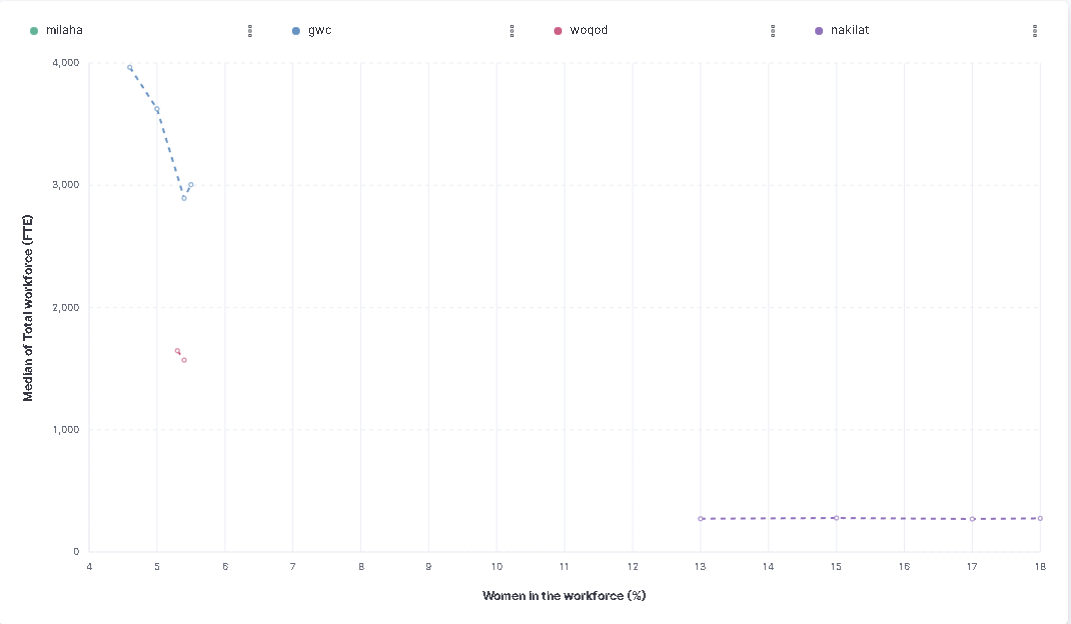 milaha
gwc
woqod
nakilat
4,000
3,000
2,000
1,000
0
Median of Total workforce (FTE)
4 5 6 7 8 9 10 11 12 13 14 15 16 17 18
Women in the workforce (%)